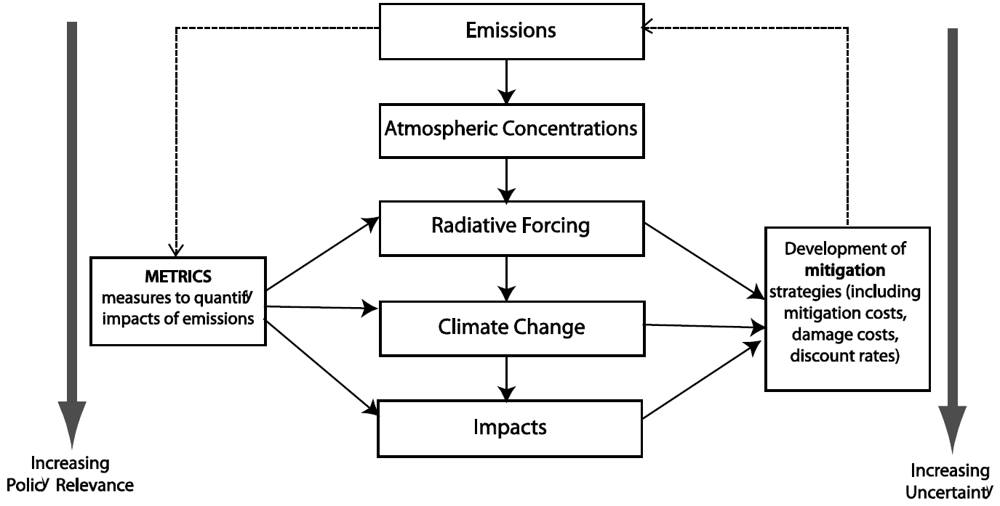 Emissions
Atmospheric Concentrations
Radiative Forcing
METRICS
measures to quantify
impacts of emissions
Climate Change
Development of
mitigation
strategies (including
mitigation costs,
damage costs,
discount rates)
Impacts
Increasing
Policy Relevance
Increasing
Uncertainty